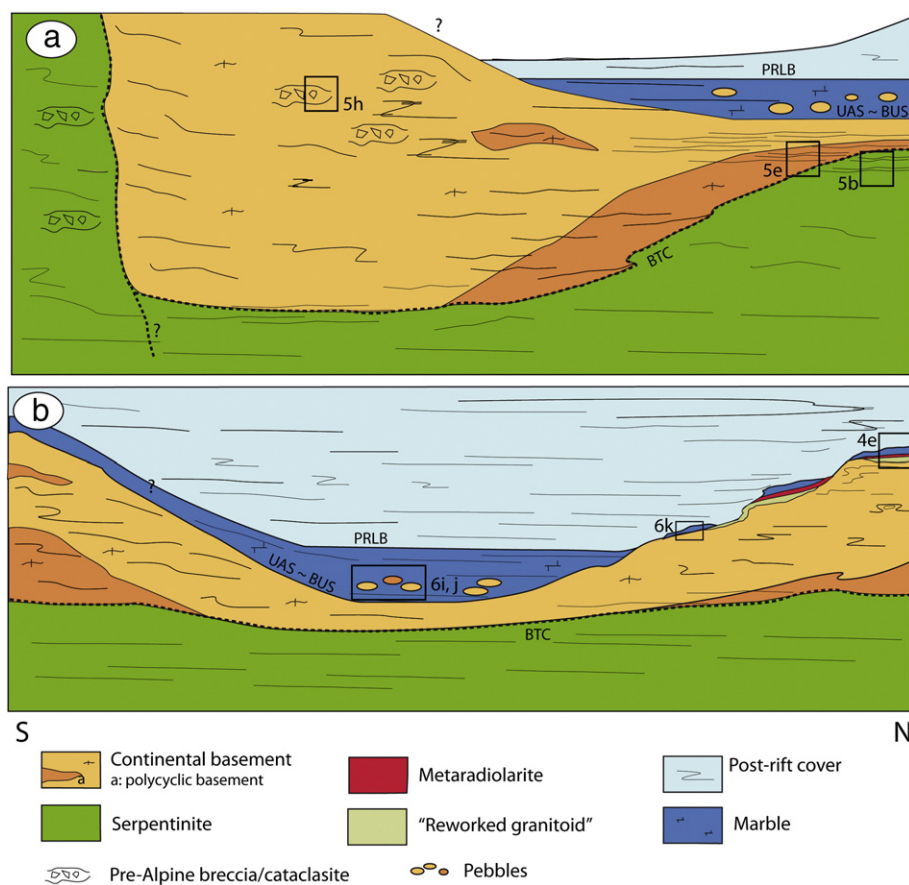 a
?
PRLB
5h
UAS ~ BUS
5e
5b
BTC
?
b
4e
?
6k
PRLB
UAS ~ BUS
6i, j
BTC
S
N
Continental basement
a: polycyclic basement
a
Metaradiolarite
Post-rift cover
Serpentinite
"Reworked granitoid"
Marble
Pre-Alpine breccia/cataclasite
Pebbles